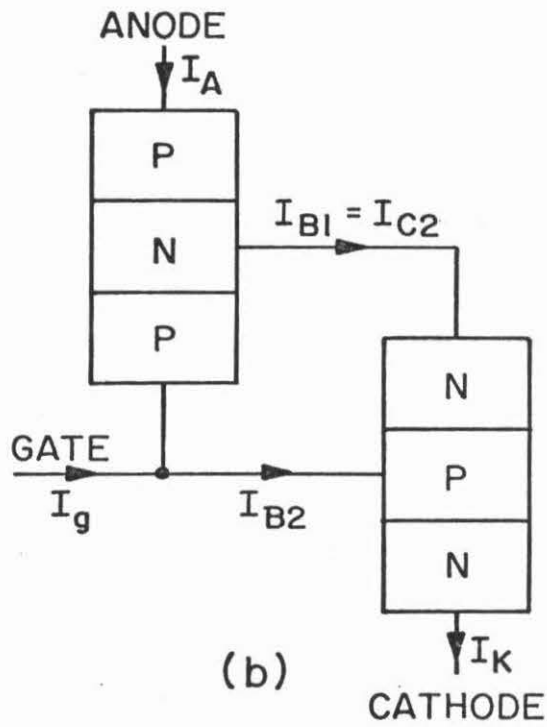 ANODE
I_A
P
N
P
I_B1 = I_C2
N
P
N
GATE
I_g
I_B2
I_K
(b)
CATHODE